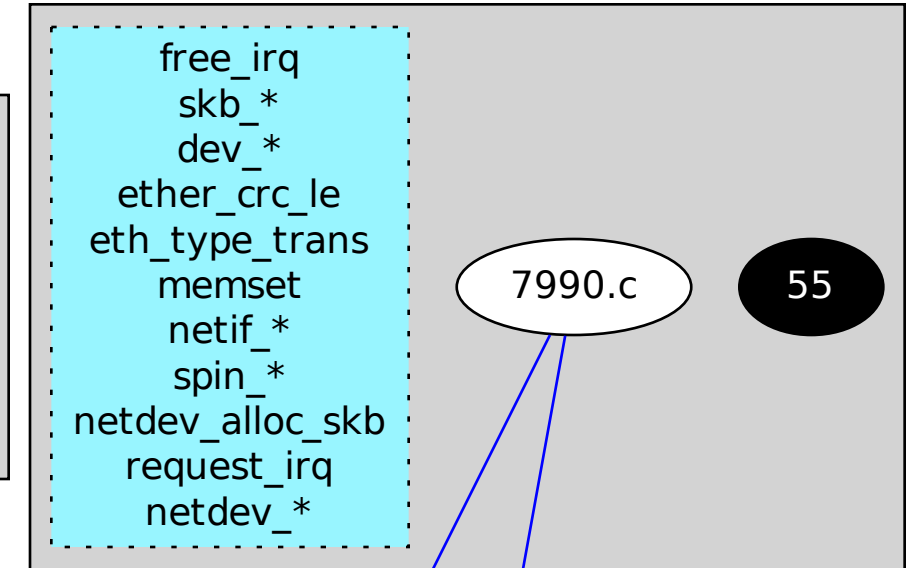 free_irq
skb_*
dev_*
ether_crc_le
eth_type_trans
memset
netif_*
spin_*
netdev_alloc_skb
request_irq
netdev_*
7990.c
55